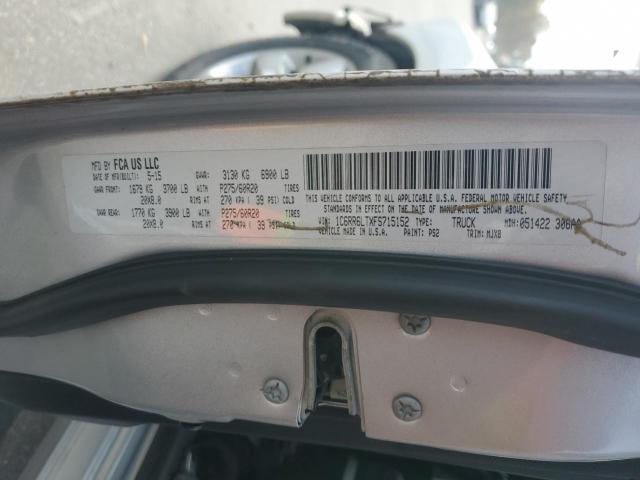 MFD BY FCA US LLC GVWR: 3130 KG 6900 LB
DATE OF MFR(BUILT): 5-15
GAWR FRONT: 1679 KG 3700 LB WITH P275/60R20 TIRES
20X8.0 RIMS AT 270 KPA( 39 PSI) COLD
GAWR REAR: 1770 KG 3900 LB WITH P275/60R20 TIRES
20X8.0 RIMS AT 270 KPA( 39 PSI) COLD
THIS VEHICLE CONFORMS TO ALL APPLICABLE U.S.A. FEDERAL MOTOR VEHICLE SAFETY,
STANDARDS IN EFFECT ON THE DATE OF MANUFACTURE SHOWN ABOVE.
VIN: TYPE: TRUCK MDH: 051422
VEHICLE MADE IN U.S.A. PAINT: PS2 TRIM: MJX8